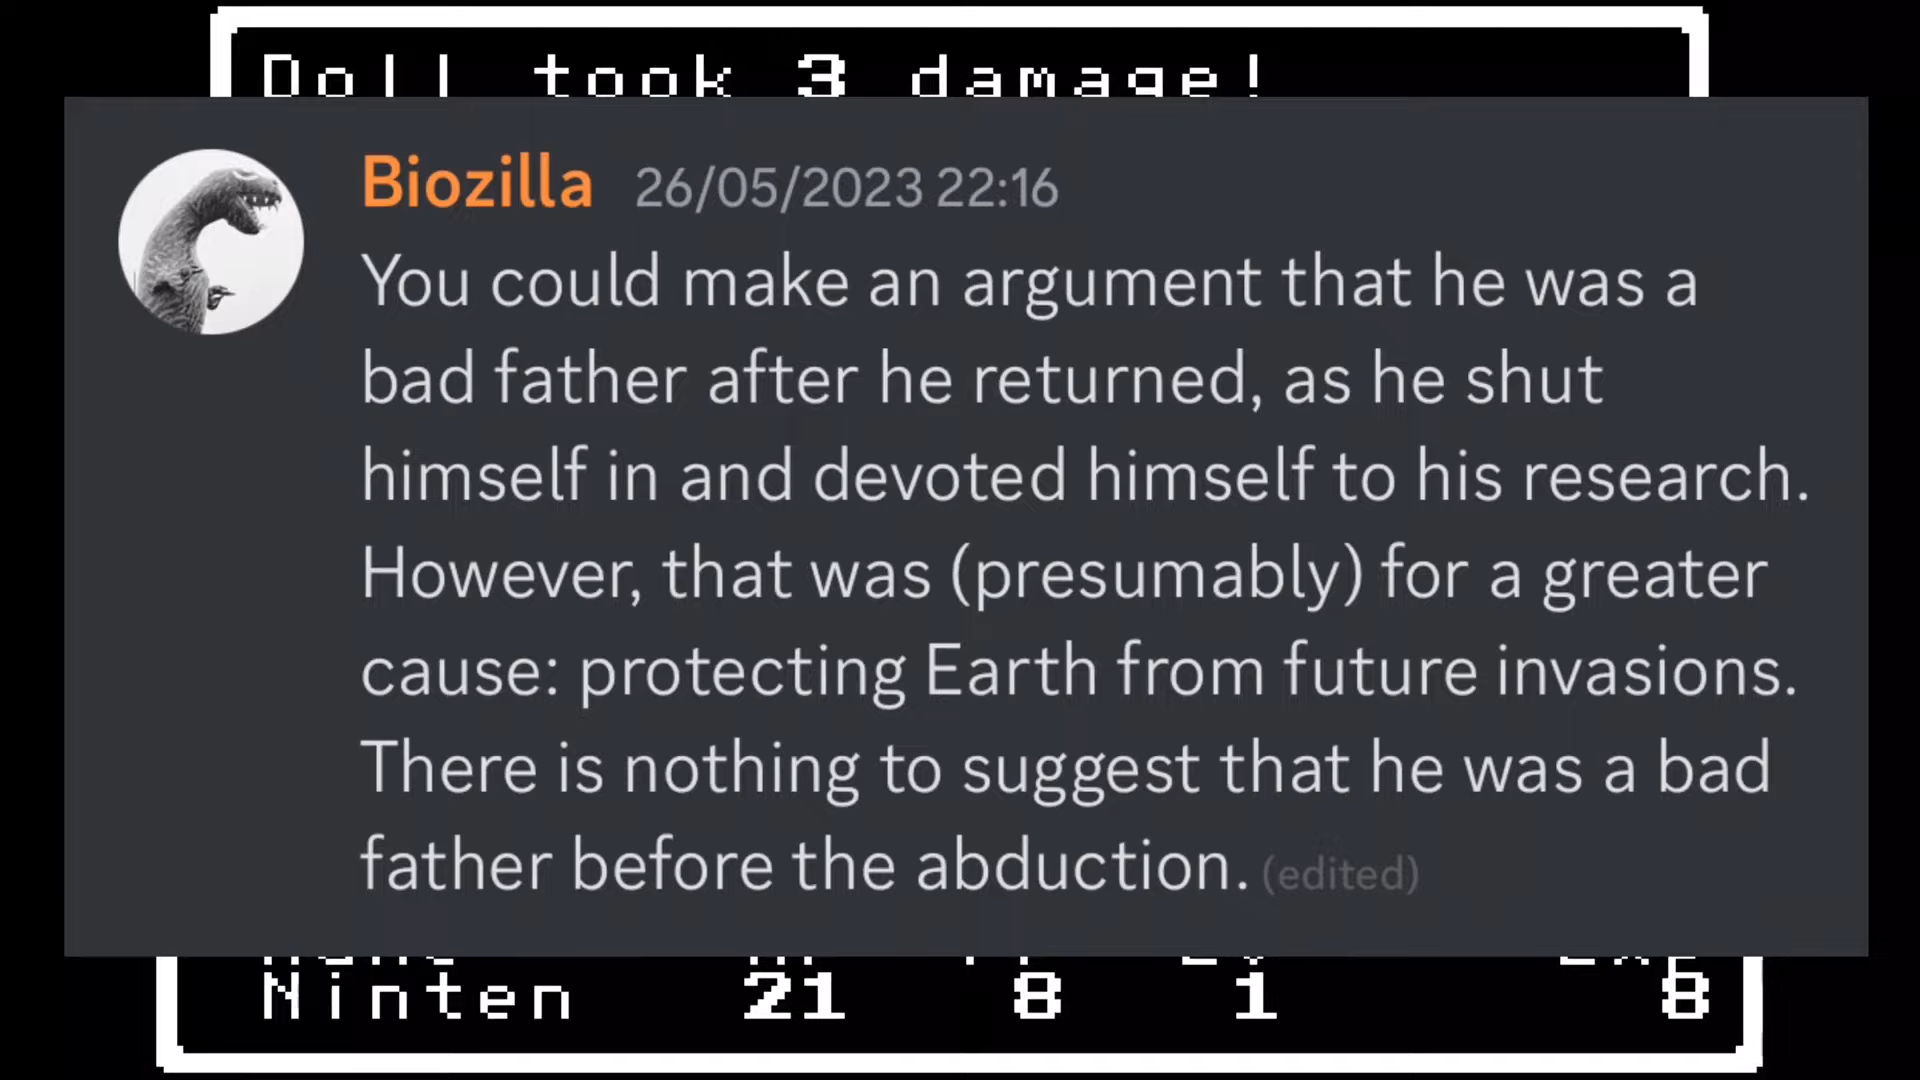 Doll took 3 damage!
Biozilla 26/05/2023 22:16
You could make an argument that he was a
bad father after he returned, as he shut
himself in and devoted himself to his research.
However, that was (presumably) for a greater
cause: protecting Earth from future invasions.
There is nothing to suggest that he was a bad
father before the abduction. (edited)
Ninten 21 8 1 8